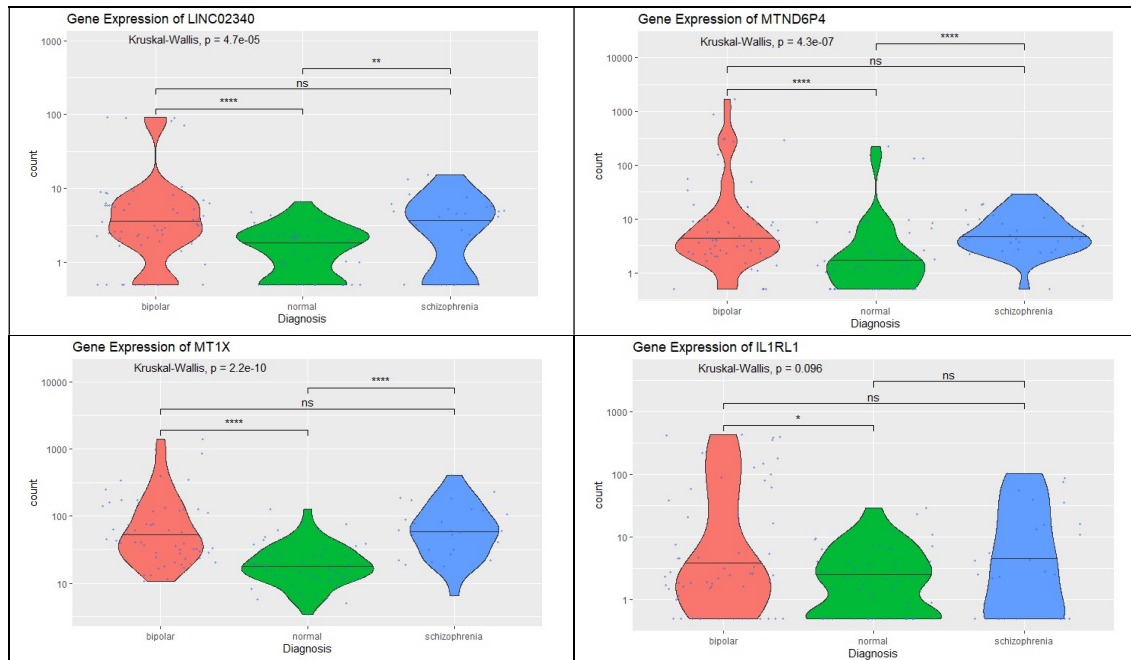 Gene Expression of LINC02340
Kruskal-Wallis, p = 4.7e-05
1000
100
10
1
count
**
ns
****
bipolar
normal
schizophrenia
Diagnosis
Gene Expression of MTND6P4
Kruskal-Wallis, p = 4.3e-07
10000
1000
100
10
1
count
****
ns
****
bipolar
normal
schizophrenia
Diagnosis
Gene Expression of MT1X
Kruskal-Wallis, p = 2.2e-10
10000
1000
100
10
count
****
ns
****
bipolar
normal
schizophrenia
Diagnosis
Gene Expression of IL1RL1
Kruskal-Wallis, p = 0.096
1000
100
10
1
count
ns
ns
*
bipolar
normal
schizophrenia
Diagnosis